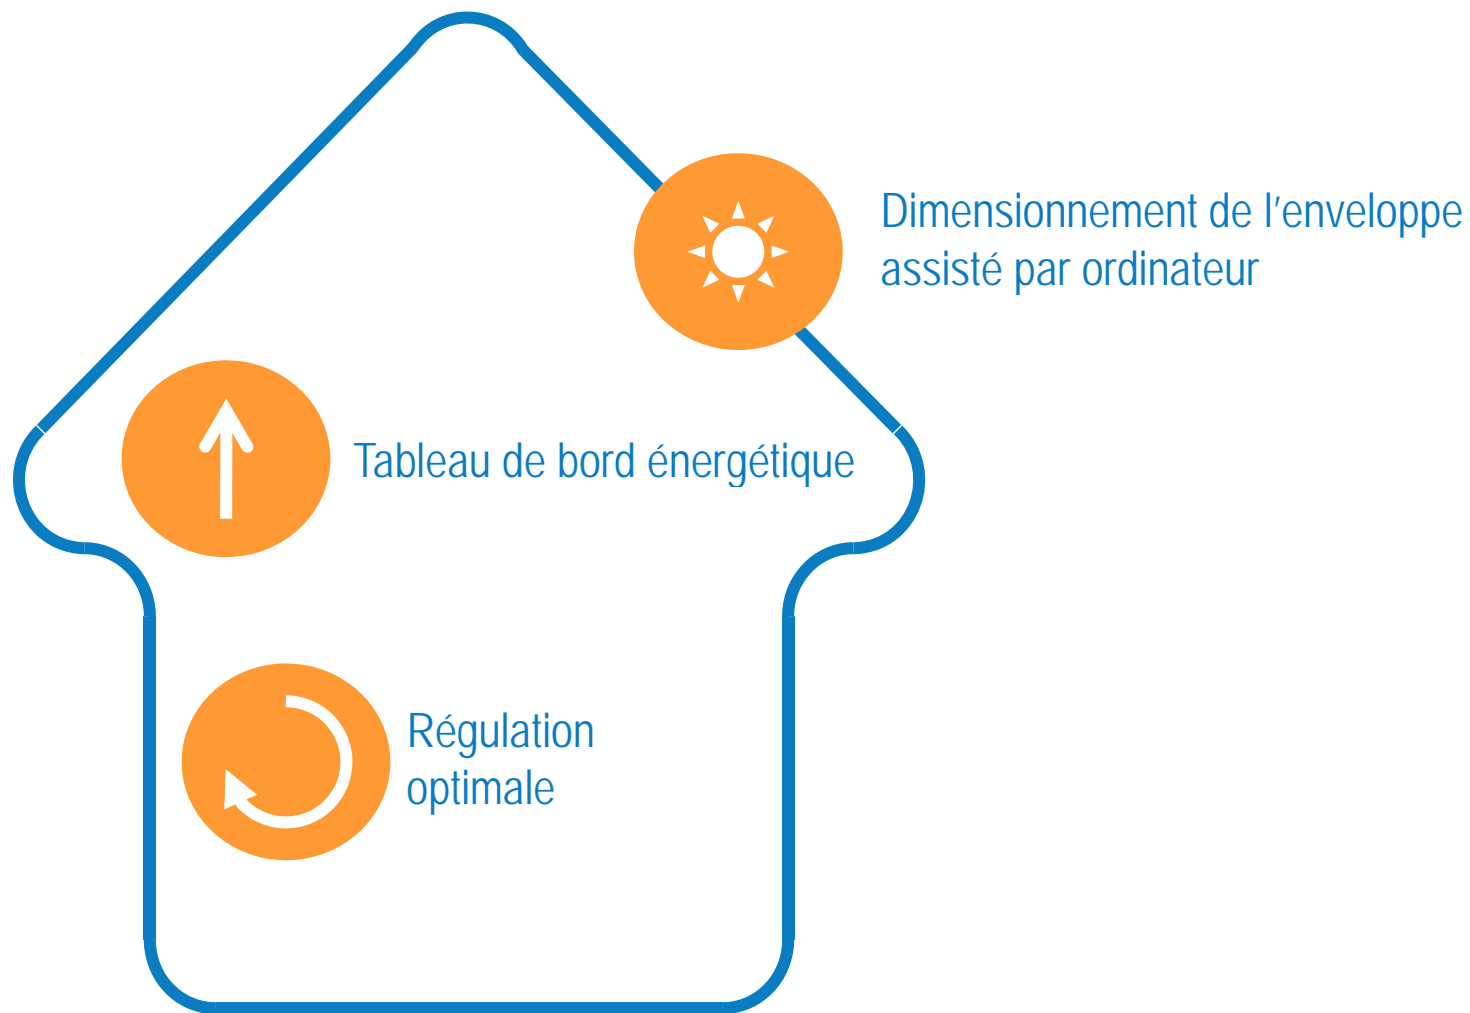 Dimensionnement de l'enveloppe
assisté par ordinateur
Tableau de bord énergétique
Régulation
optimale